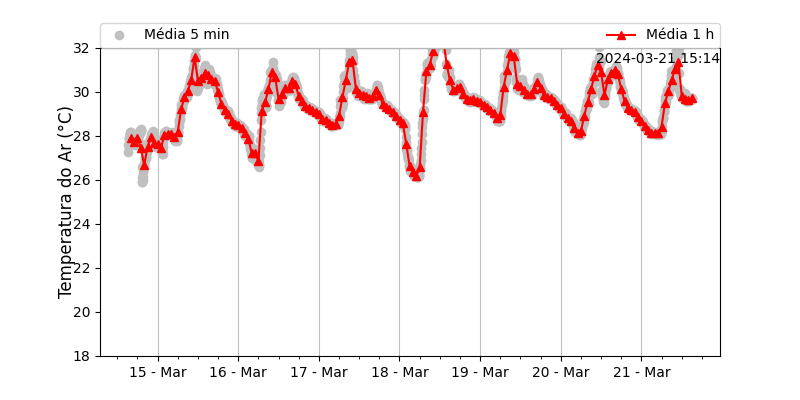 Média 5 min
Média 1 h
2024-03-21 15:14
Temperatura do Ar (°C)
32
30
28
26
24
22
20
18
15 - Mar
16 - Mar
17 - Mar
18 - Mar
19 - Mar
20 - Mar
21 - Mar